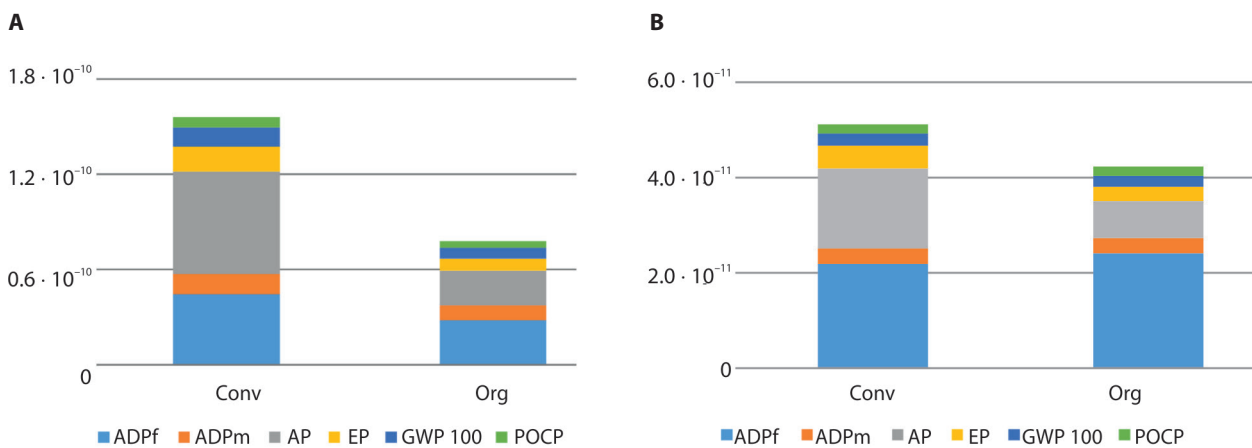 A
1.8 · 10⁻¹⁰
1.2 · 10⁻¹⁰
0.6 · 10⁻¹⁰
0
Conv
Org
ADPf ADPm AP EP GWP 100 POCP
B
6.0 · 10⁻¹¹
4.0 · 10⁻¹¹
2.0 · 10⁻¹¹
0
Conv
Org
ADPf ADPm AP EP GWP 100 POCP